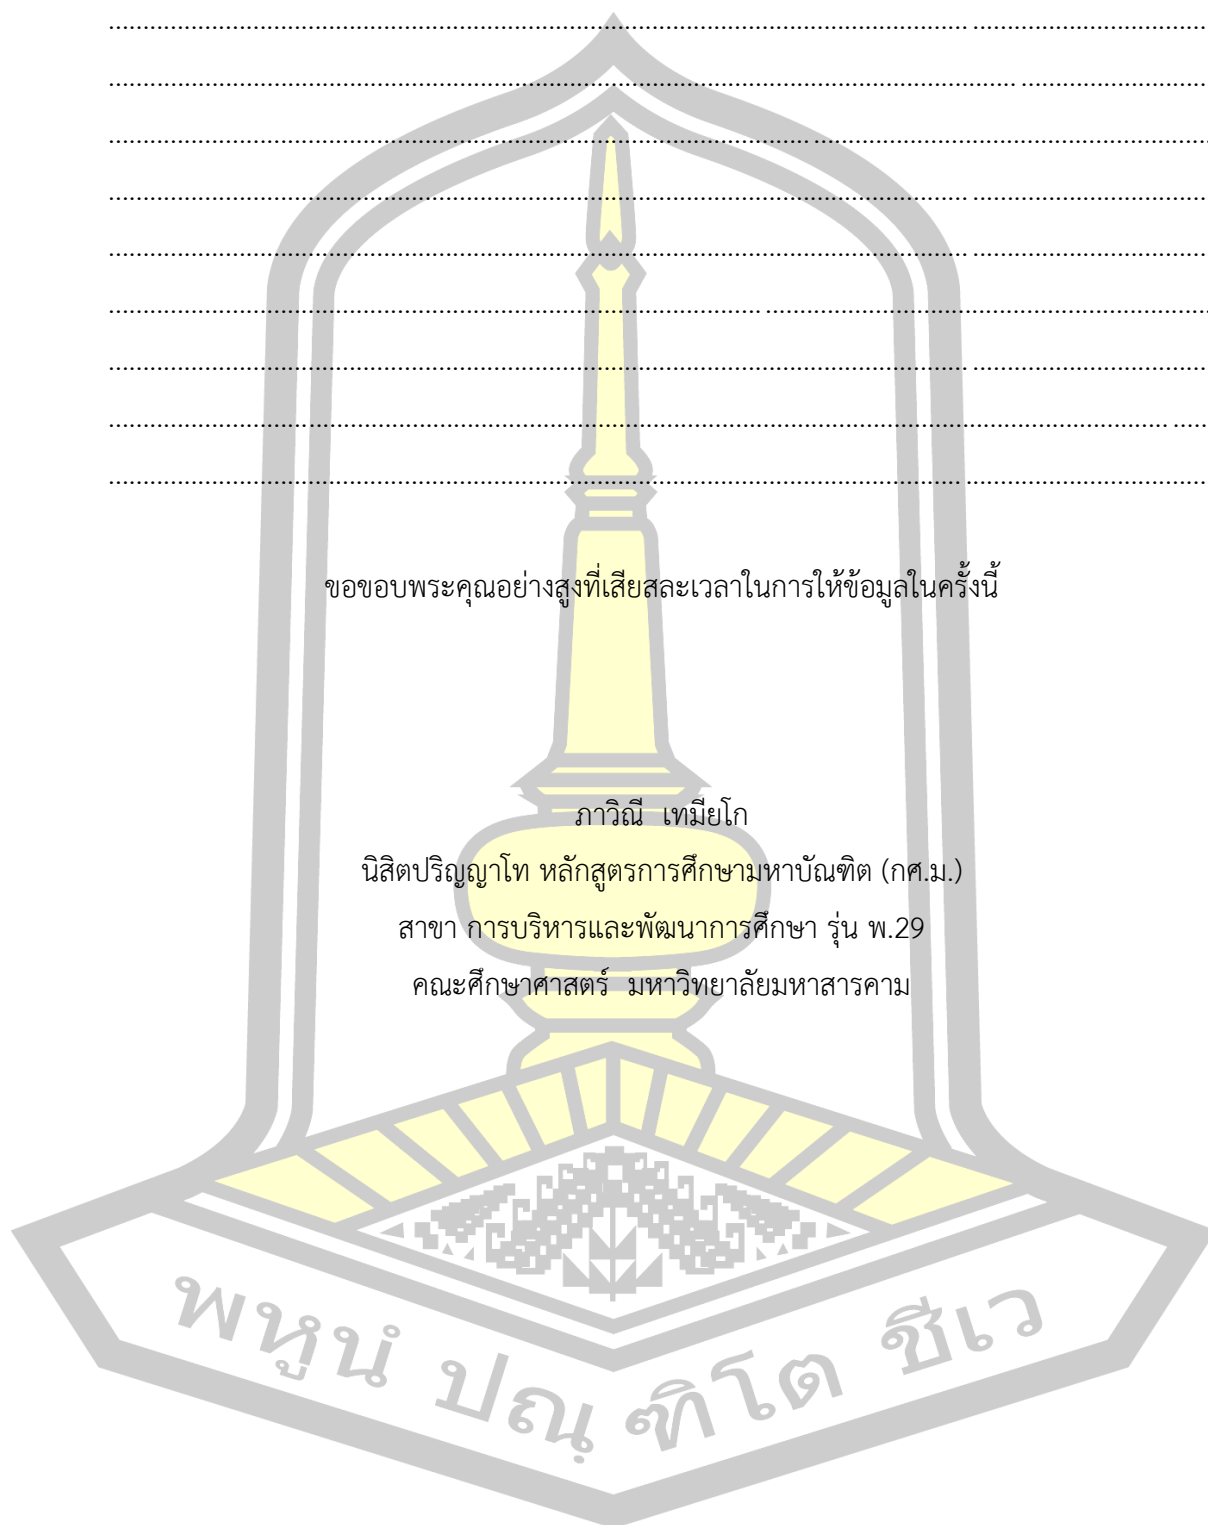 ขอขอบพระคุณอย่างสูงที่เสียสละเวลาในการให้ข้อมูลในครั้งนี้
ภาวิณี เทมียโก
นิสิตปริญญาโท หลักสูตรการศึกษามหาบัณฑิต (กศ.ม.)
สาขา การบริหารและพัฒนาการศึกษา รุ่น พ.29
คณะศึกษาศาสตร์ มหาวิทยาลัยมหาสารคาม
พหูนํ ปณฺฑิโต ชีเว